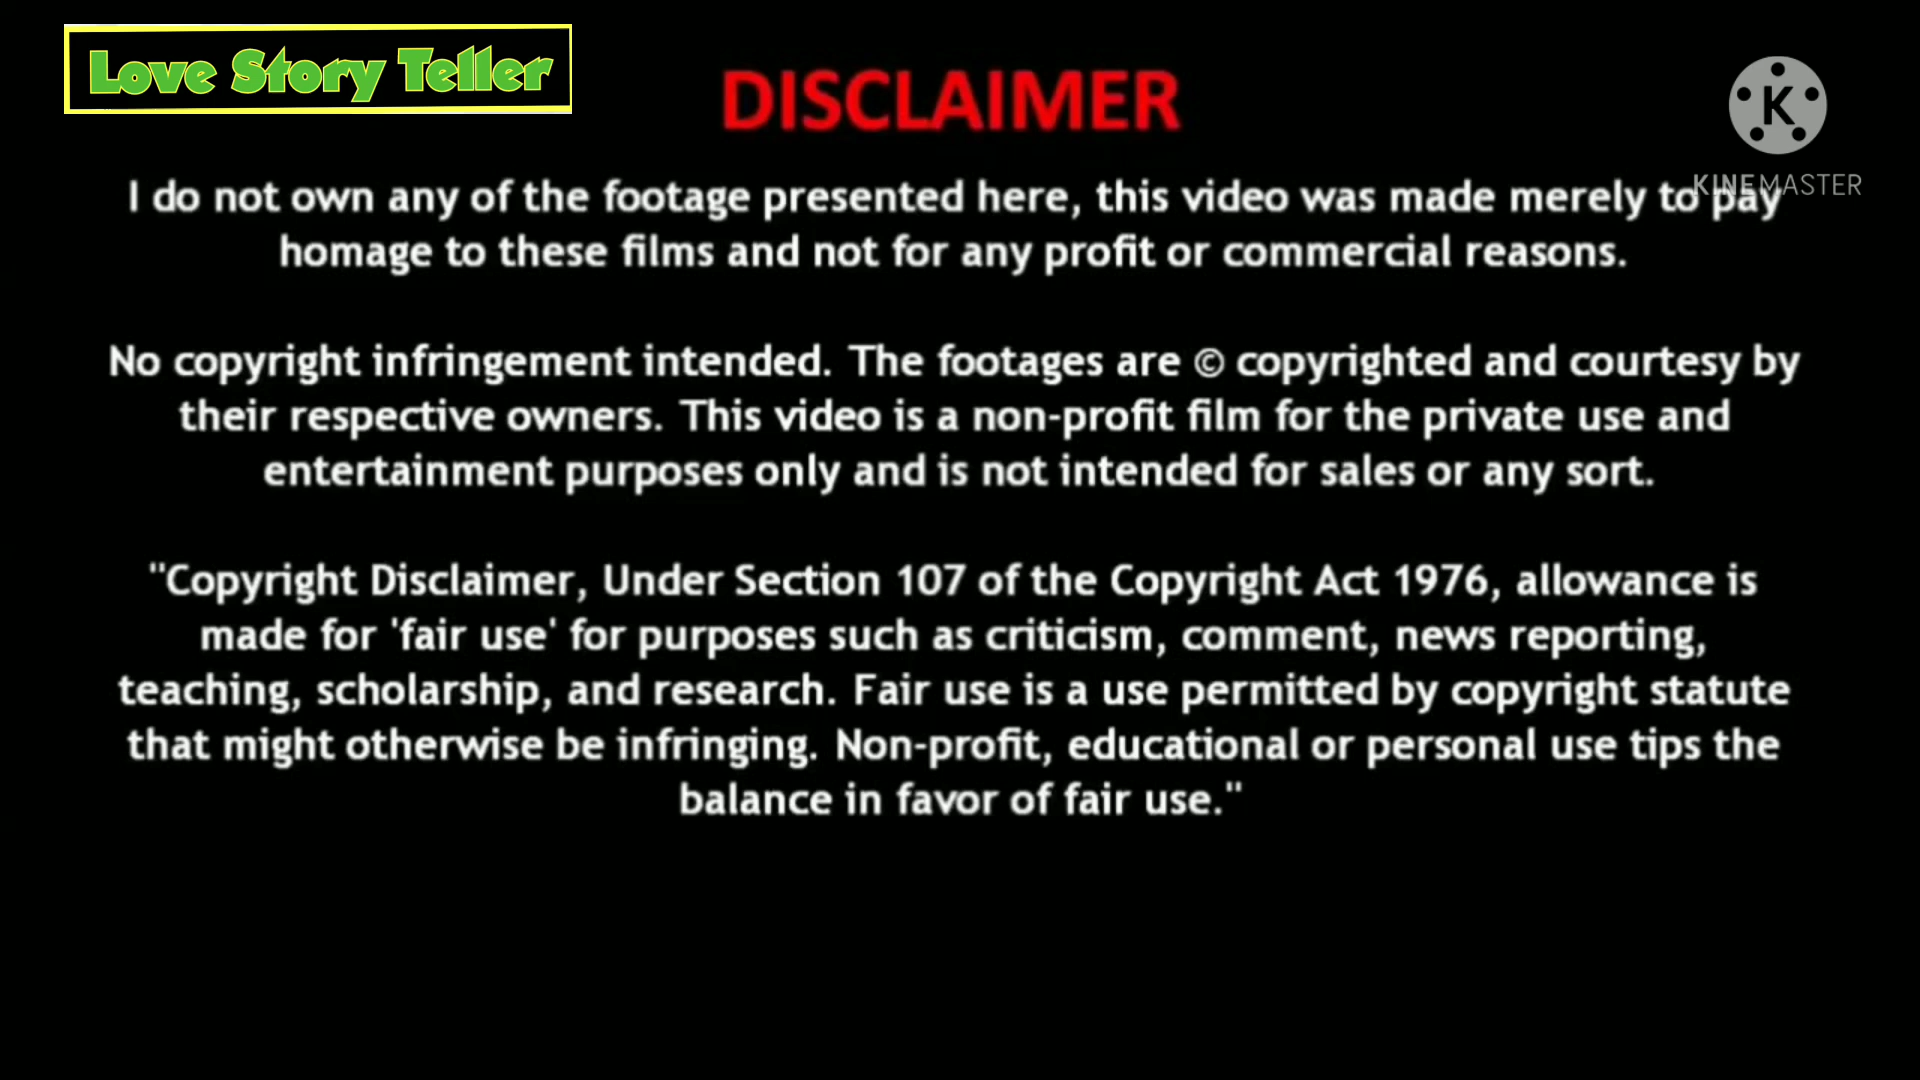 Love Story Teller
DISCLAIMER
K
KINEMASTER
I do not own any of the footage presented here, this video was made merely to pay
homage to these films and not for any profit or commercial reasons.
No copyright infringement intended. The footages are © copyrighted and courtesy by
their respective owners. This video is a non-profit film for the private use and
entertainment purposes only and is not intended for sales or any sort.
"Copyright Disclaimer, Under Section 107 of the Copyright Act 1976, allowance is
made for 'fair use' for purposes such as criticism, comment, news reporting,
teaching, scholarship, and research. Fair use is a use permitted by copyright statute
that might otherwise be infringing. Non-profit, educational or personal use tips the
balance in favor of fair use."